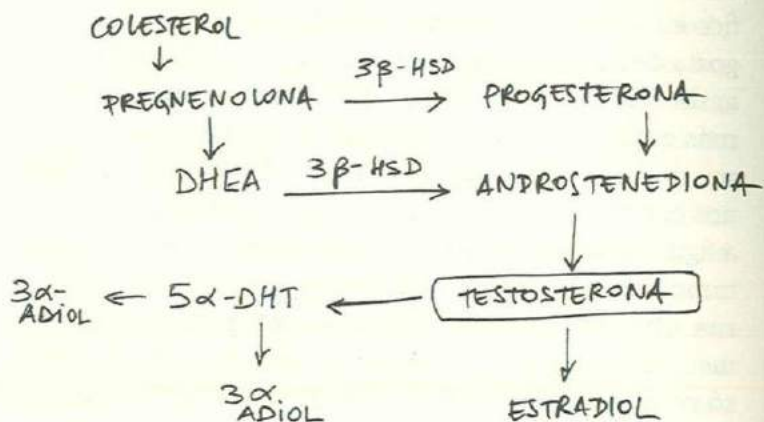 COLESTEROL
3β-HSD
PREGNENOLONA PROGESTERONA
DHEA 3β-HSD ANDROSTENEDIONA
3α-ADIOL 5α-DHT TESTOSTERONA
3α ADIOL ESTRADIOL